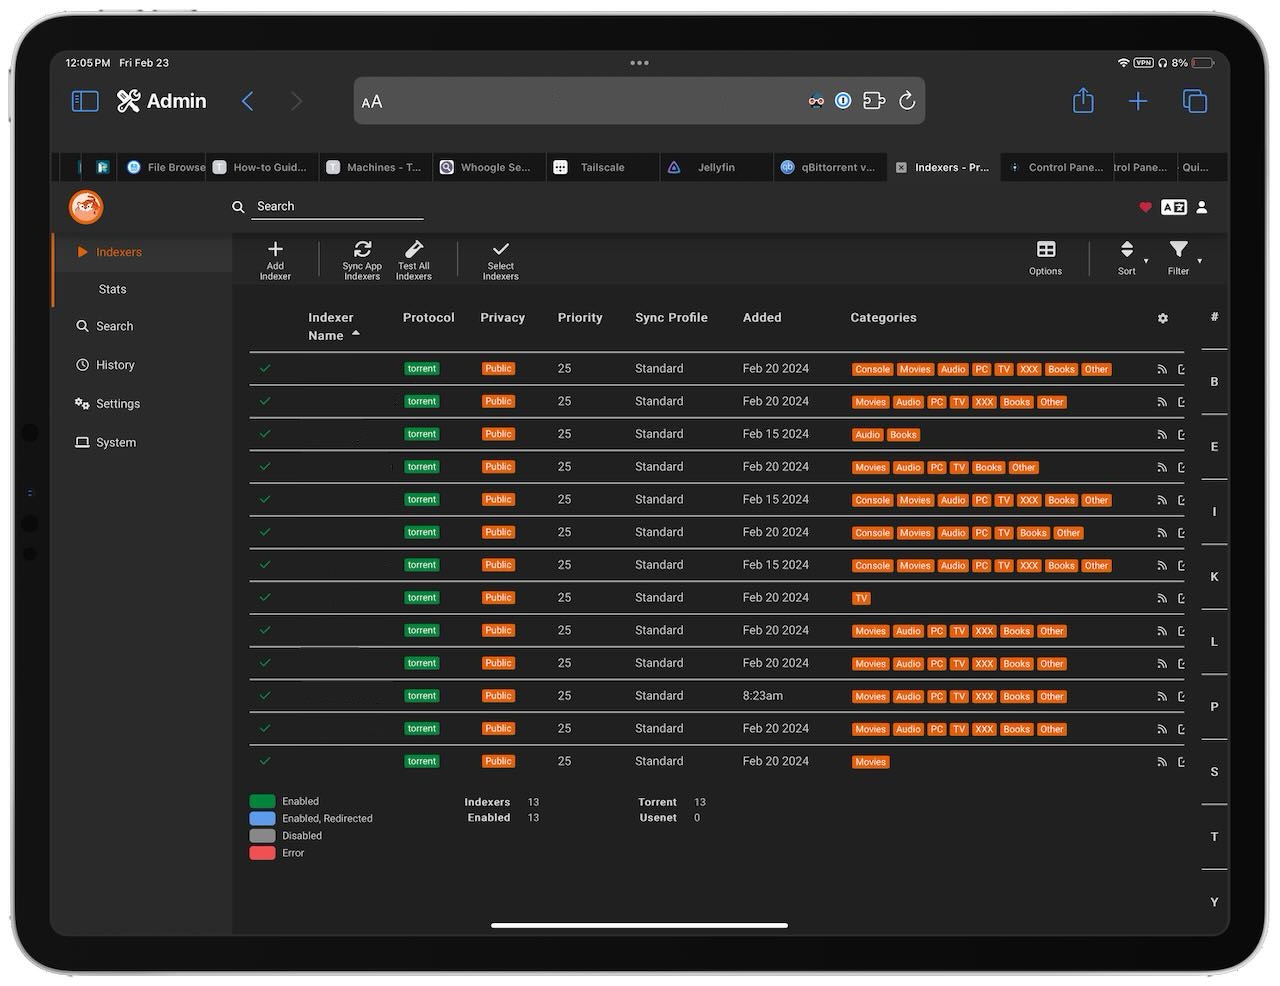 12:05 PM Fri Feb 23
VPN 8%
Admin
AA
File Browse
How-to Guid...
Machines - T...
Whoogle Se...
Tailscale
Jellyfin
qBittorrent v...
Indexers - Pr...
Control Pane...
trol Pane...
Qui...
Search
Indexers
Stats
Search
History
Settings
System
Add Indexer
Sync App Indexers
Test All Indexers
Select Indexers
Options
Sort
Filter
Indexer Name Protocol Privacy Priority Sync Profile Added Categories
torrent Public 25 Standard Feb 20 2024 Console Movies Audio PC TV XXX Books Other
torrent Public 25 Standard Feb 20 2024 Movies Audio PC TV XXX Books Other
torrent Public 25 Standard Feb 15 2024 Audio Books
torrent Public 25 Standard Feb 20 2024 Movies Audio PC TV Books Other
torrent Public 25 Standard Feb 15 2024 Console Movies Audio PC TV XXX Books Other
torrent Public 25 Standard Feb 20 2024 Console Movies Audio PC TV Books Other
torrent Public 25 Standard Feb 15 2024 Console Movies Audio PC TV XXX Books Other
torrent Public 25 Standard Feb 20 2024 TV
torrent Public 25 Standard Feb 20 2024 Movies Audio PC TV XXX Books Other
torrent Public 25 Standard Feb 20 2024 Movies Audio PC TV XXX Books Other
torrent Public 25 Standard 8:23am Movies Audio PC TV XXX Books Other
torrent Public 25 Standard Feb 20 2024 Movies Audio PC TV XXX Books Other
torrent Public 25 Standard Feb 20 2024 Movies
Enabled
Enabled, Redirected
Disabled
Error
Indexers 13
Enabled 13
Torrent 13
Usenet 0
#
B
E
I
K
L
P
S
T
Y